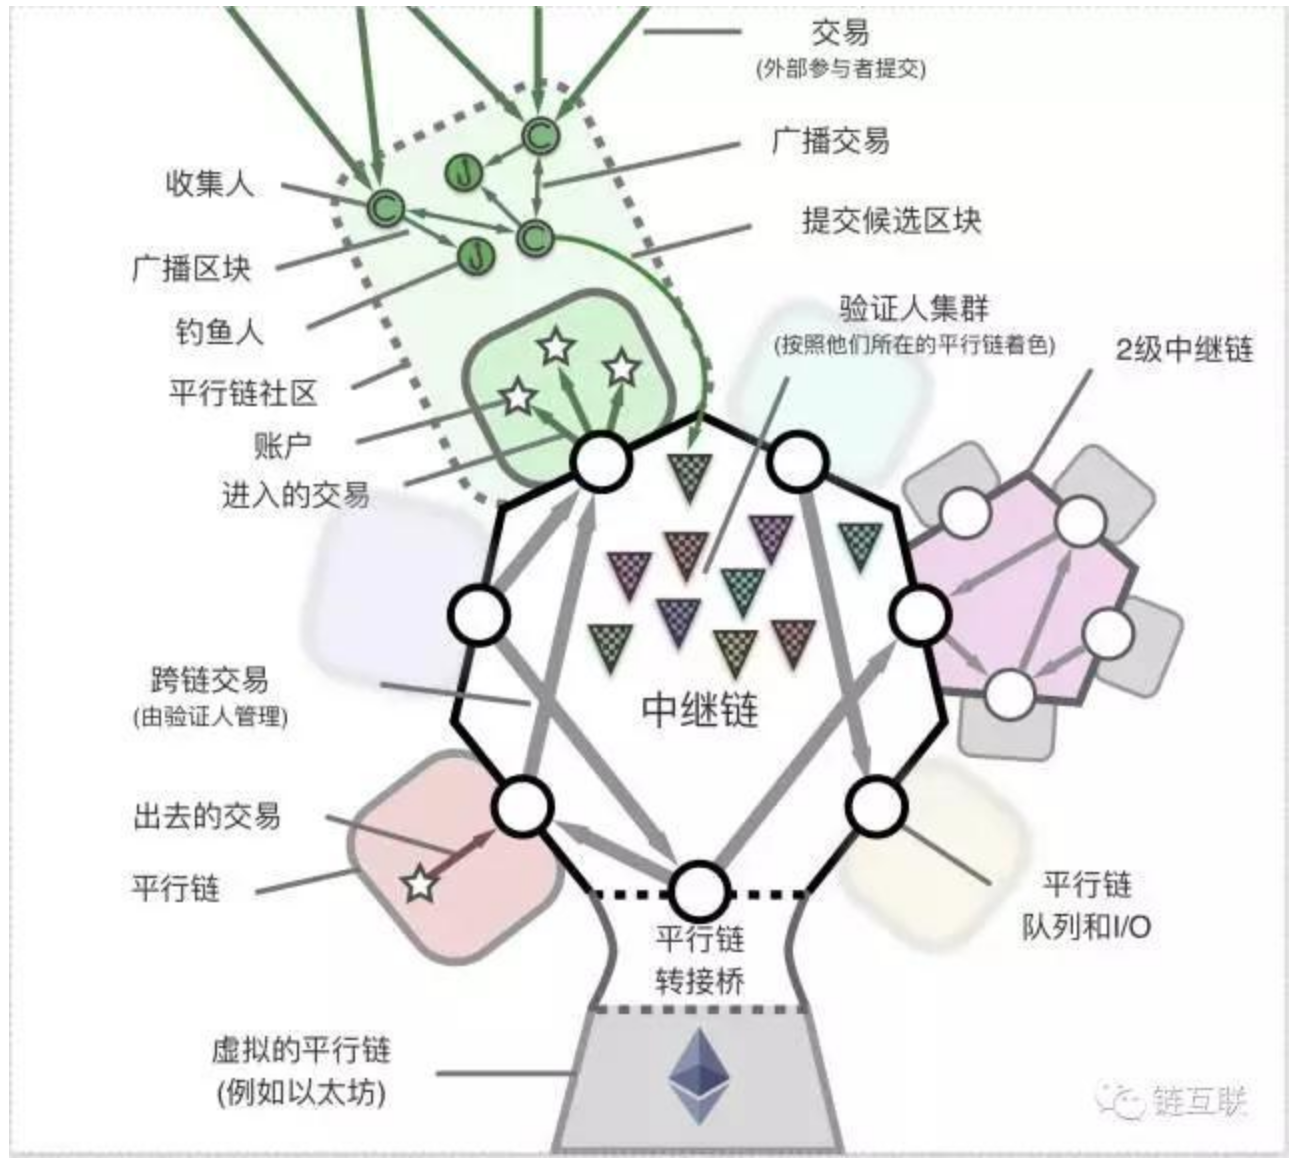 交易
(外部参与者提交)
广播交易
收集人
提交候选区块
广播区块
验证人集群
(按照他们所在的平行链着色)
钓鱼人
2级中继链
平行链社区
账户
进入的交易
C
J
C
C
J
跨链交易
(由验证人管理)
中继链
出去的交易
平行链
平行链
队列和I/O
平行链
转接桥
虚拟的平行链
(例如以太坊)
链互联